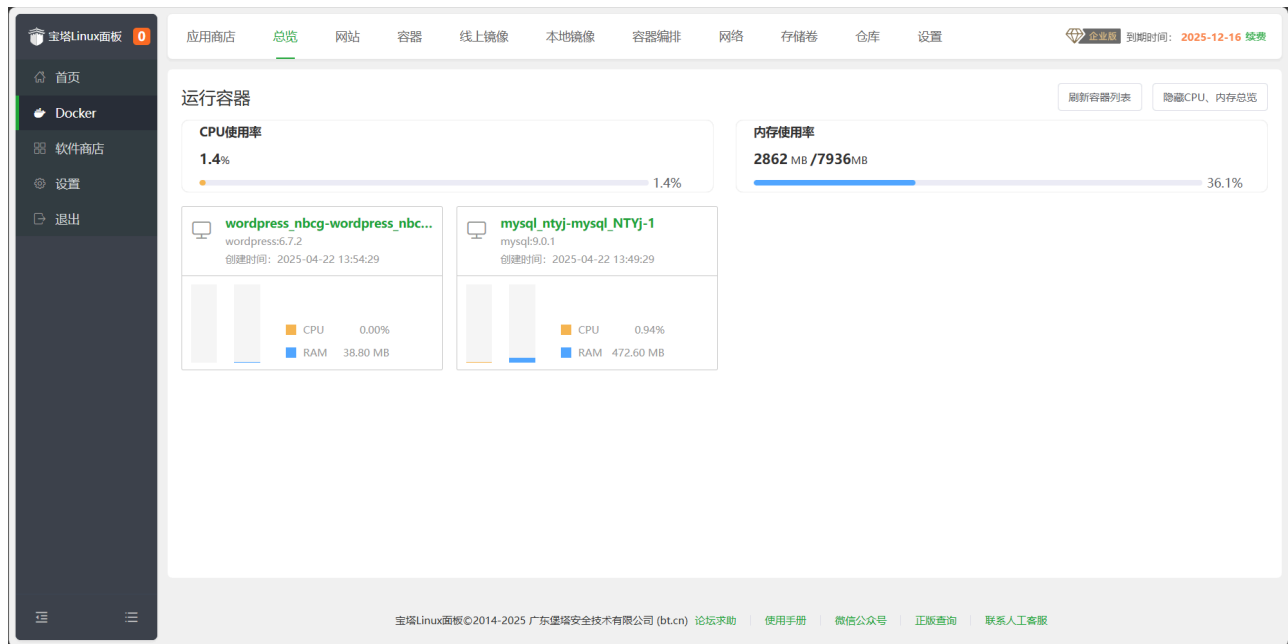 宝塔Linux面板 0
应用商店 总览 网站 容器 线上镜像 本地镜像 容器编排 网络 存储卷 仓库 设置 企业版 到期时间: 2025-12-16 续费
首页
Docker
软件商店
设置
退出
运行容器 刷新容器列表 隐藏CPU、内存总览
CPU使用率
1.4%
1.4%
内存使用率
2862 MB /7936MB
36.1%
wordpress_nbcg-wordpress_nbc...
wordpress:6.7.2
创建时间: 2025-04-22 13:54:29
CPU 0.00%
RAM 38.80 MB
mysql_ntyj-mysql_NTYj-1
mysql:9.0.1
创建时间: 2025-04-22 13:49:29
CPU 0.94%
RAM 472.60 MB
宝塔Linux面板©2014-2025 广东堡塔安全技术有限公司 (bt.cn) 论坛求助 使用手册 微信公众号 正版查询 联系人工客服